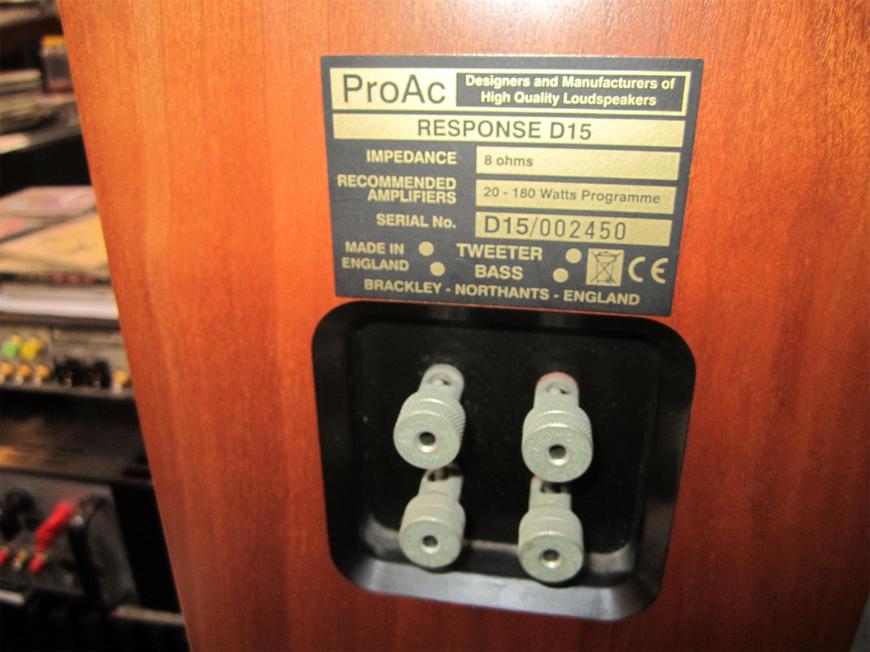 ProAc
Designers and Manufacturers of
High Quality Loudspeakers
RESPONSE D15
IMPEDANCE 8 ohms
RECOMMENDED
AMPLIFIERS 20 - 180 Watts Programme
SERIAL No. D15/002450
MADE IN
ENGLAND
TWEETER
BASS
CE
BRACKLEY - NORTHANTS - ENGLAND